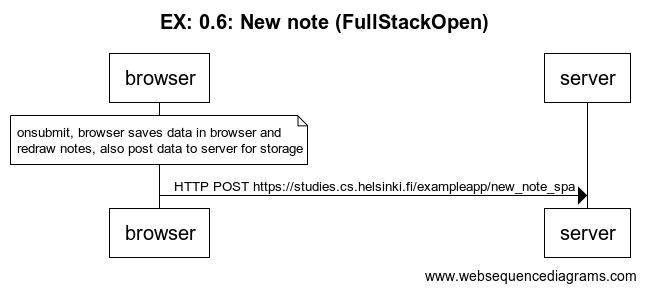 EX: 0.6: New note (FullStackOpen)
browser
server
onsubmit, browser saves data in browser and
redraw notes, also post data to server for storage
HTTP POST https://studies.cs.helsinki.fi/exampleapp/new_note_spa
browser
server
www.websequencediagrams.com